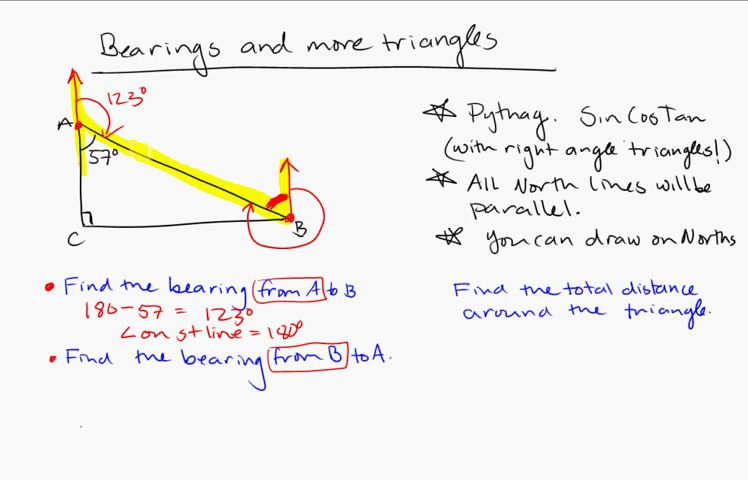 Bearings and more triangles
123°
A
57°
C
B
☆ Pythag. Sin Cos Tan
(with right angle triangles!)
☆ All North lines will be
parallel.
☆ You can draw on Norths
• Find the bearing from A to B
180-57 = 123°
∠ on st line = 180°
• Find the bearing from B to A.
Find the total distance
around the triangle.